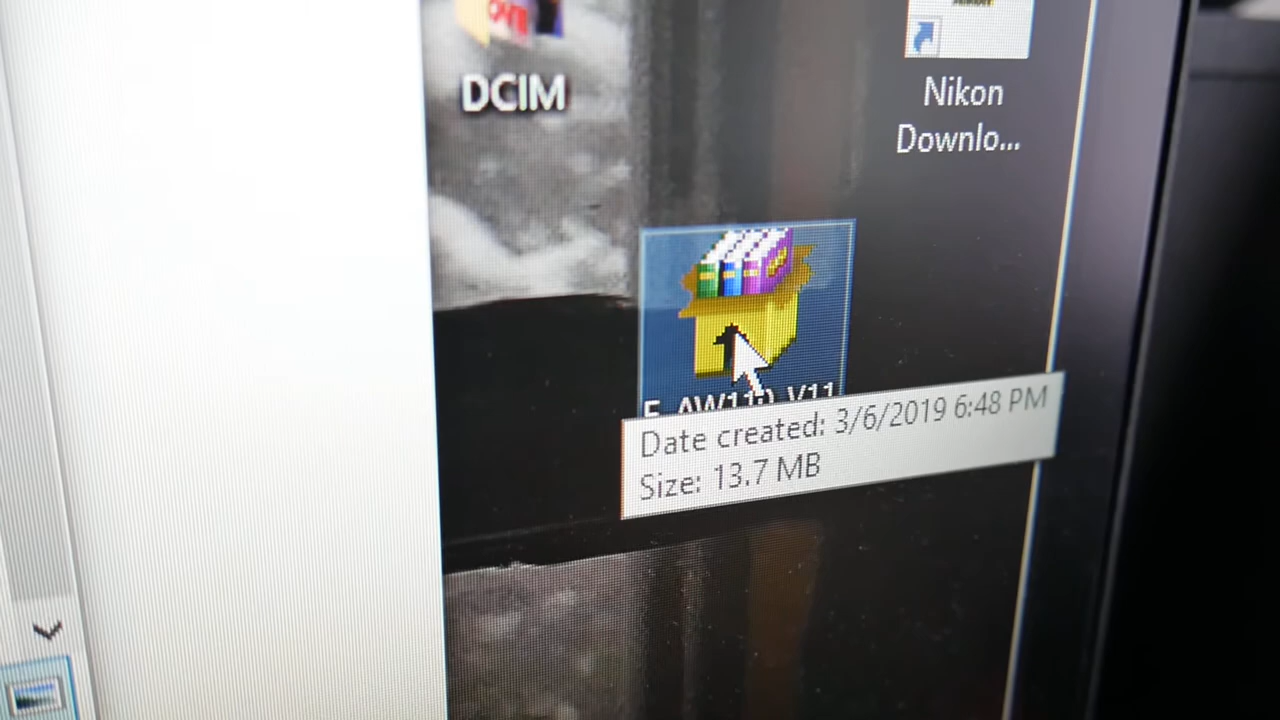 DCIM
Nikon
Downlo...
Date created: 3/6/2019 6:48 PM
Size: 13.7 MB